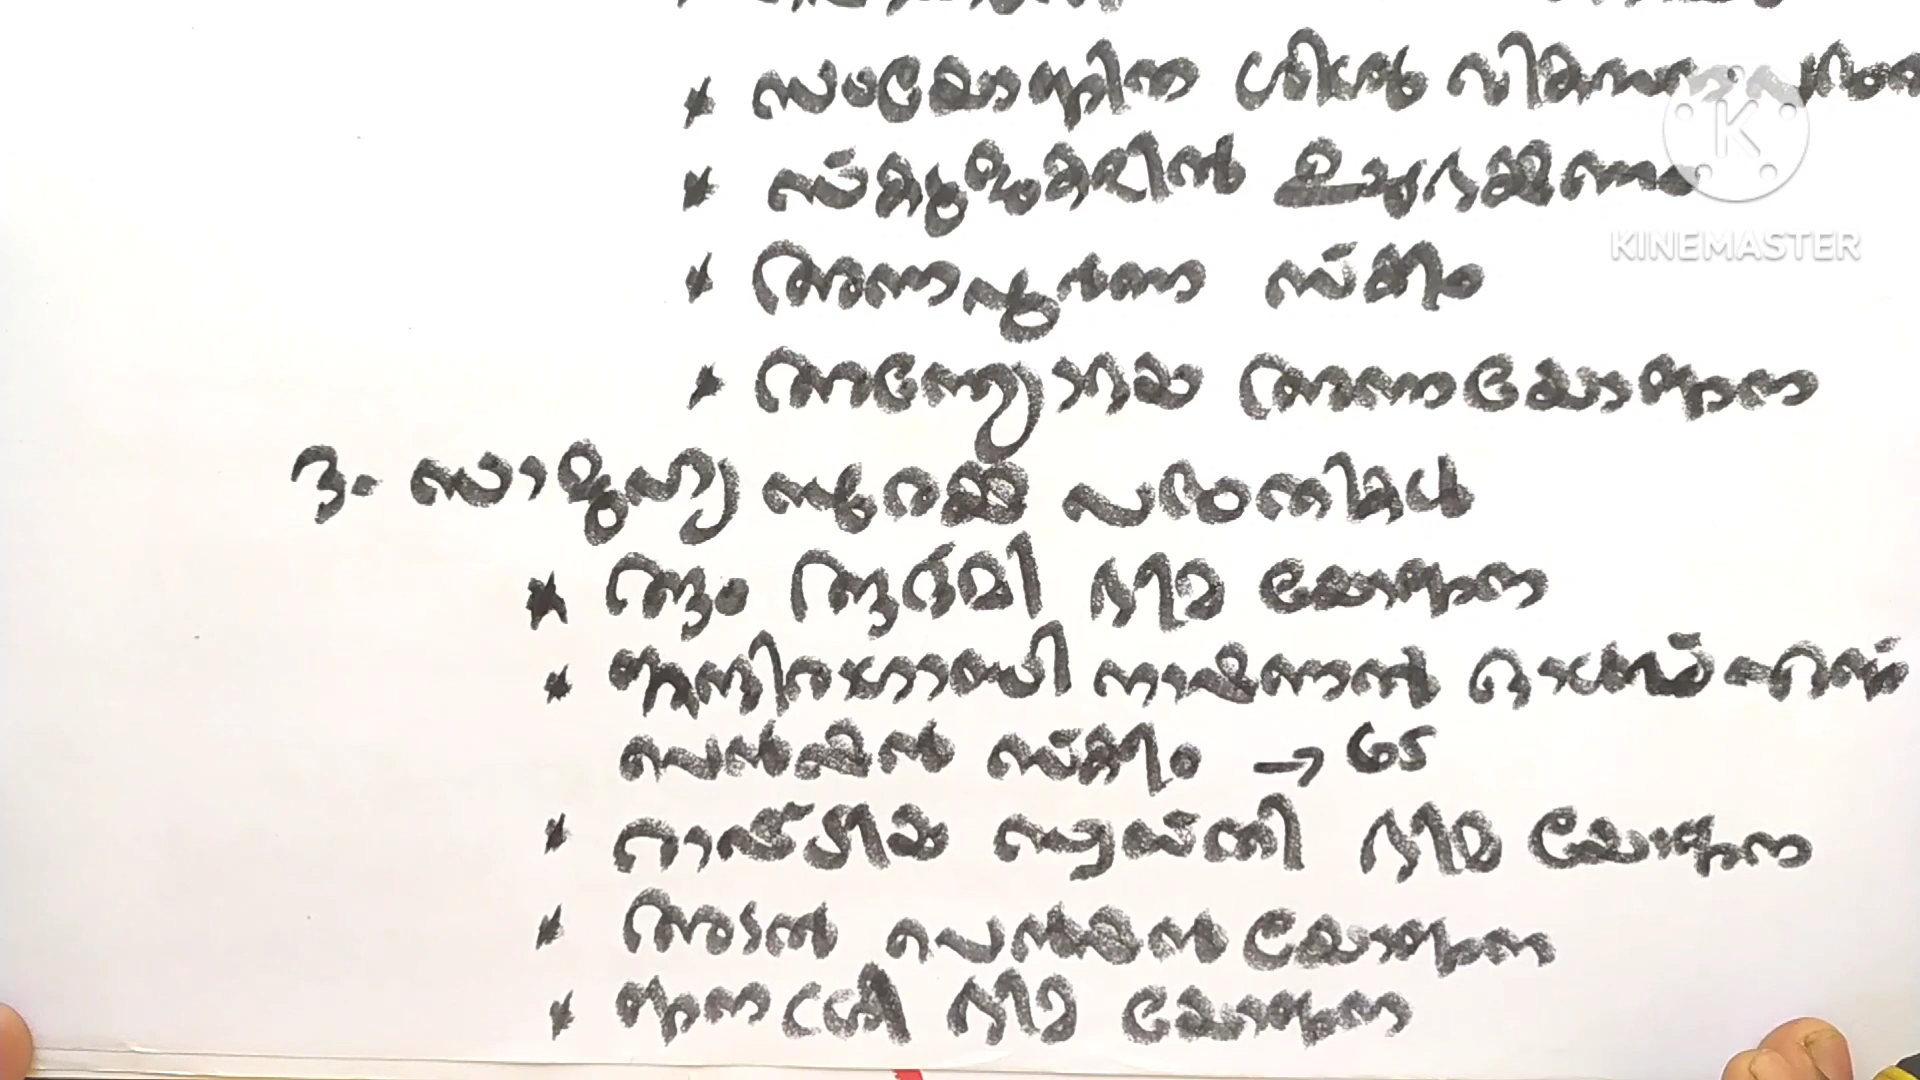 * സംയോജിത ശിശു വികസന
* സ്കൂളുകളിൽ ഉച്ചഭക്ഷണം
* അന്നപൂർണ്ണ സ്കീം
* അന്ത്യോദയ അന്നയോജന
3. സാമൂഹ്യ സുരക്ഷ പദ്ധതികൾ
* ആം ആദ്മി ബീമ യോജന
* ഇന്ദിരാഗാന്ധി നാഷണൽ ഓൾഡ് ഏജ്
പെൻഷൻ സ്കീം → 65
* രാഷ്ട്രീയ സ്വസ്ത് ബീമ യോജന
* അടൽ പെൻഷൻ യോജന
* ജനശ്രീ ബീമ യോജന
KINEMASTER